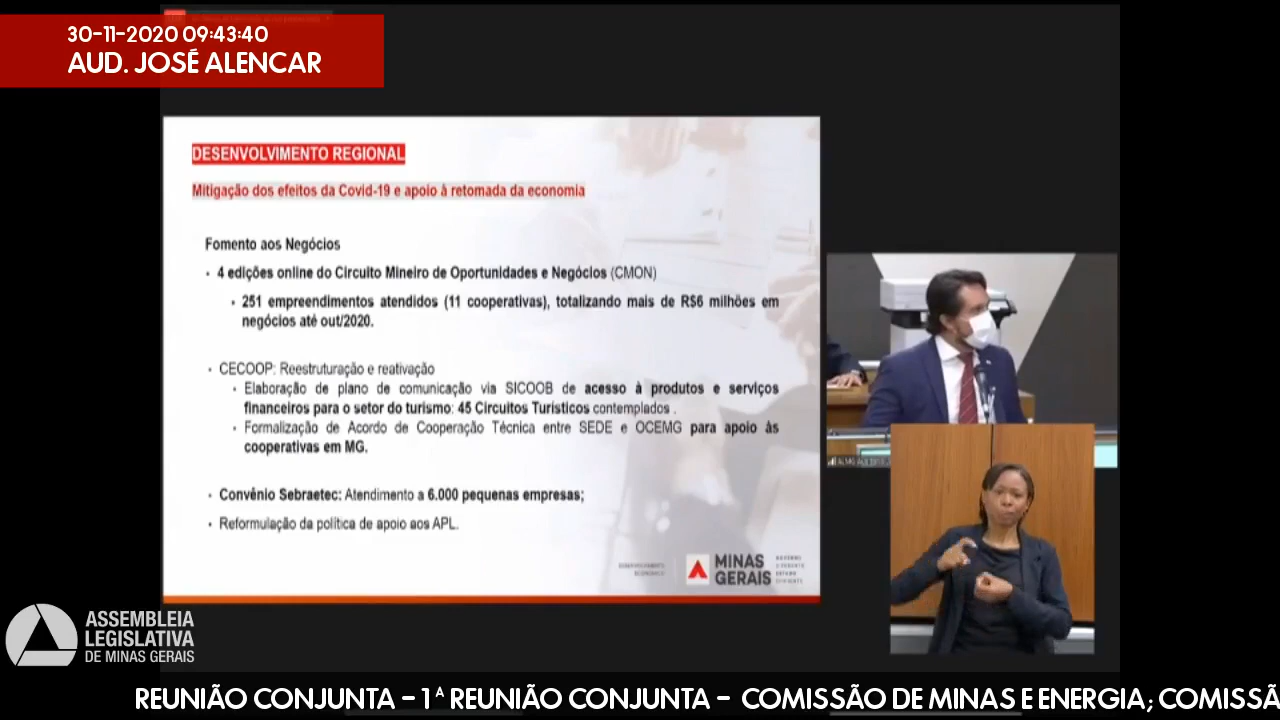 30-11-2020 09:43:40
AUD. JOSÉ ALENCAR
DESENVOLVIMENTO REGIONAL
Mitigação dos efeitos da Covid-19 e apoio à retomada da economia
Fomento aos Negócios
• 4 edições online do Circuito Mineiro de Oportunidades e Negócios (CMON)
• 251 empreendimentos atendidos (11 cooperativas), totalizando mais de R$6 milhões em
negócios até out/2020.
• CECOOP: Reestruturação e reativação
• Elaboração de plano de comunicação via SICOOB de acesso à produtos e serviços
financeiros para o setor do turismo: 45 Circuitos Turísticos contemplados .
• Formalização de Acordo de Cooperação Técnica entre SEDE e OCEMG para apoio às
cooperativas em MG.
• Convênio Sebraetec: Atendimento a 6.000 pequenas empresas;
• Reformulação da política de apoio aos APL.
DESENVOLVIMENTO
ECONÔMICO
MINAS
GERAIS
ASSEMBLEIA
LEGISLATIVA
DE MINAS GERAIS
REUNIÃO CONJUNTA - 1ª REUNIÃO CONJUNTA - COMISSÃO DE MINAS E ENERGIA; COMISSÃ